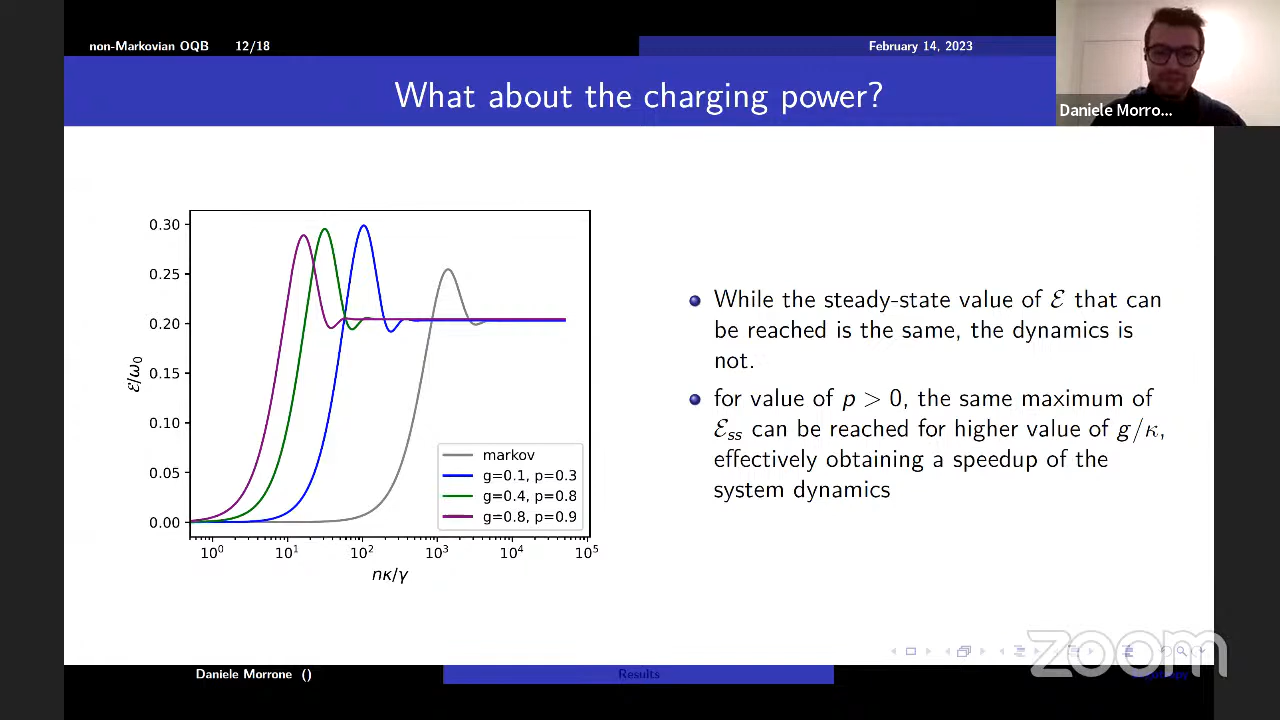 non-Markovian OQB 12/18
February 14, 2023
What about the charging power?
Daniele Morro...
0.30
0.25
0.20
0.15
0.10
0.05
0.00
ℰ/ω₀
markov
g=0.1, p=0.3
g=0.4, p=0.8
g=0.8, p=0.9
10⁰ 10¹ 10² 10³ 10⁴ 10⁵
nκ/γ
While the steady-state value of ℰ that can
be reached is the same, the dynamics is
not.
for value of p > 0, the same maximum of
ℰss can be reached for higher value of g/κ,
effectively obtaining a speedup of the
system dynamics
zoom
Daniele Morrone ()
Results